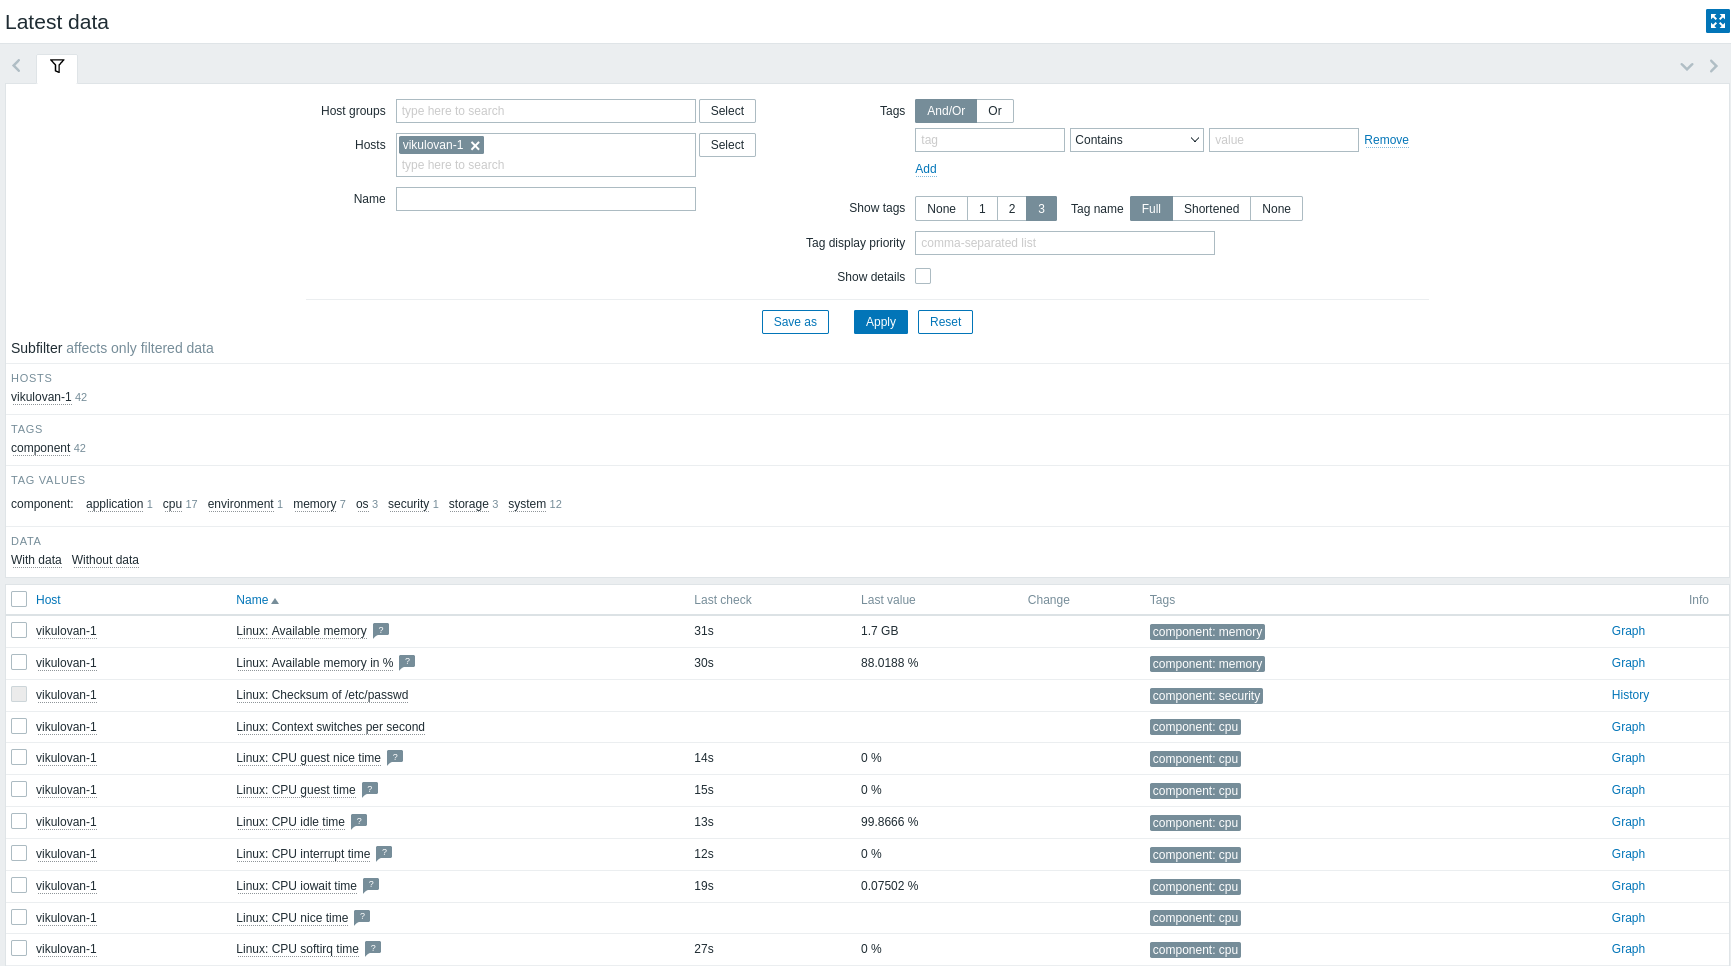 Latest data
Host groups type here to search Select Tags And/Or Or
Hosts vikulovan-1 Select tag Contains value Remove
type here to search Add
Name
Show tags None 1 2 3 Tag name Full Shortened None
Tag display priority comma-separated list
Show details
Save as Apply Reset
Subfilter affects only filtered data
HOSTS
vikulovan-1 42
TAGS
component 42
TAG VALUES
component: application 1 cpu 17 environment 1 memory 7 os 3 security 1 storage 3 system 12
DATA
With data Without data
Host Name Last check Last value Change Tags Info
vikulovan-1 Linux: Available memory ? 31s 1.7 GB component: memory Graph
vikulovan-1 Linux: Available memory in % ? 30s 88.0188 % component: memory Graph
vikulovan-1 Linux: Checksum of /etc/passwd component: security History
vikulovan-1 Linux: Context switches per second component: cpu Graph
vikulovan-1 Linux: CPU guest nice time ? 14s 0 % component: cpu Graph
vikulovan-1 Linux: CPU guest time ? 15s 0 % component: cpu Graph
vikulovan-1 Linux: CPU idle time ? 13s 99.8666 % component: cpu Graph
vikulovan-1 Linux: CPU interrupt time ? 12s 0 % component: cpu Graph
vikulovan-1 Linux: CPU iowait time ? 19s 0.07502 % component: cpu Graph
vikulovan-1 Linux: CPU nice time ? component: cpu Graph
vikulovan-1 Linux: CPU softirq time ? 27s 0 % component: cpu Graph